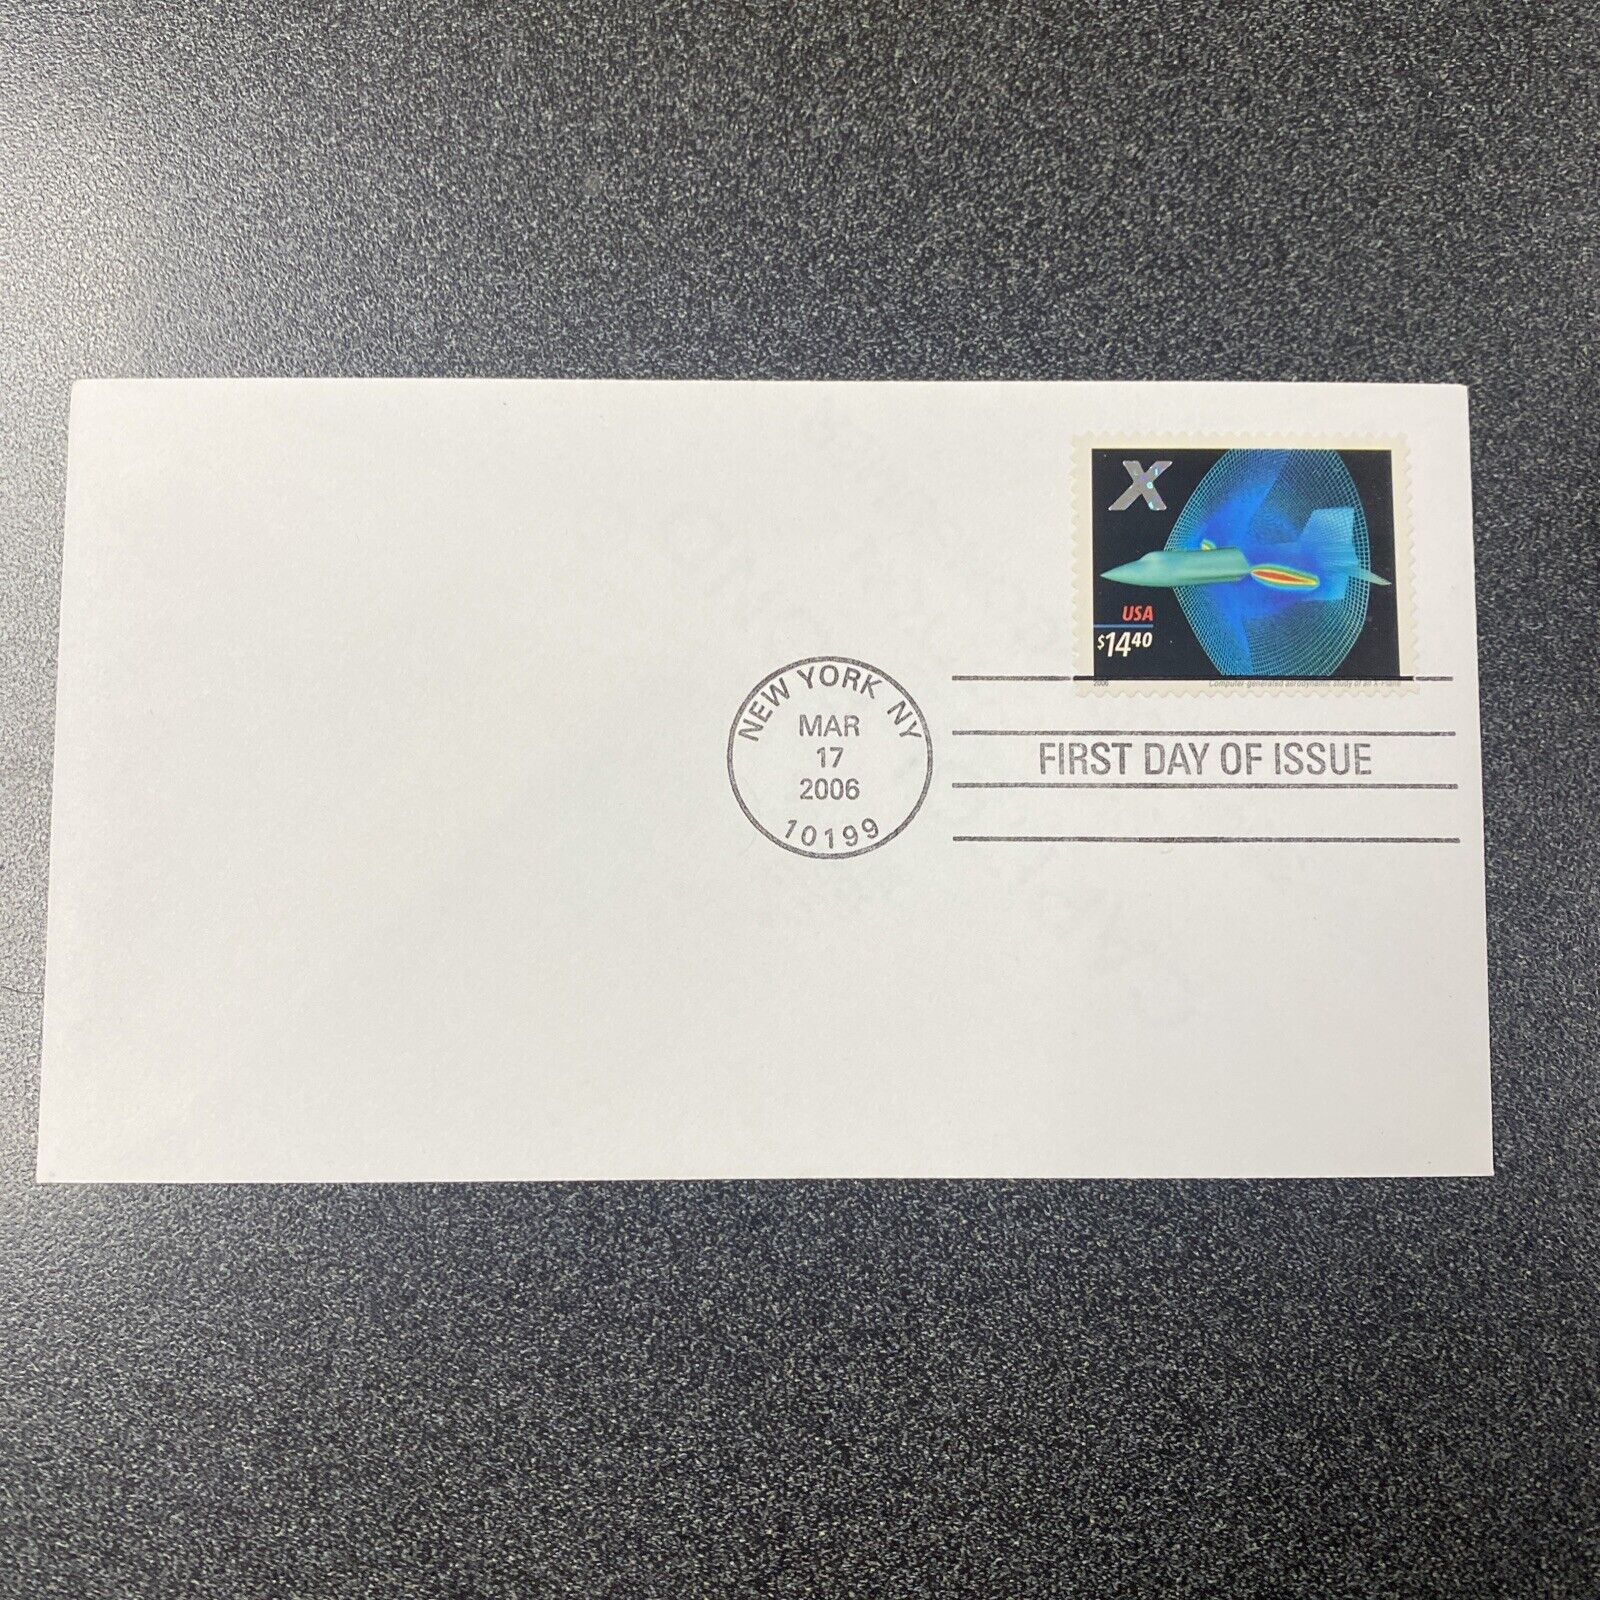 X
USA
$14.40
2006 Computer-generated aerodynamic study of an X-Plane
NEW YORK NY
MAR
17
2006
10199
FIRST DAY OF ISSUE